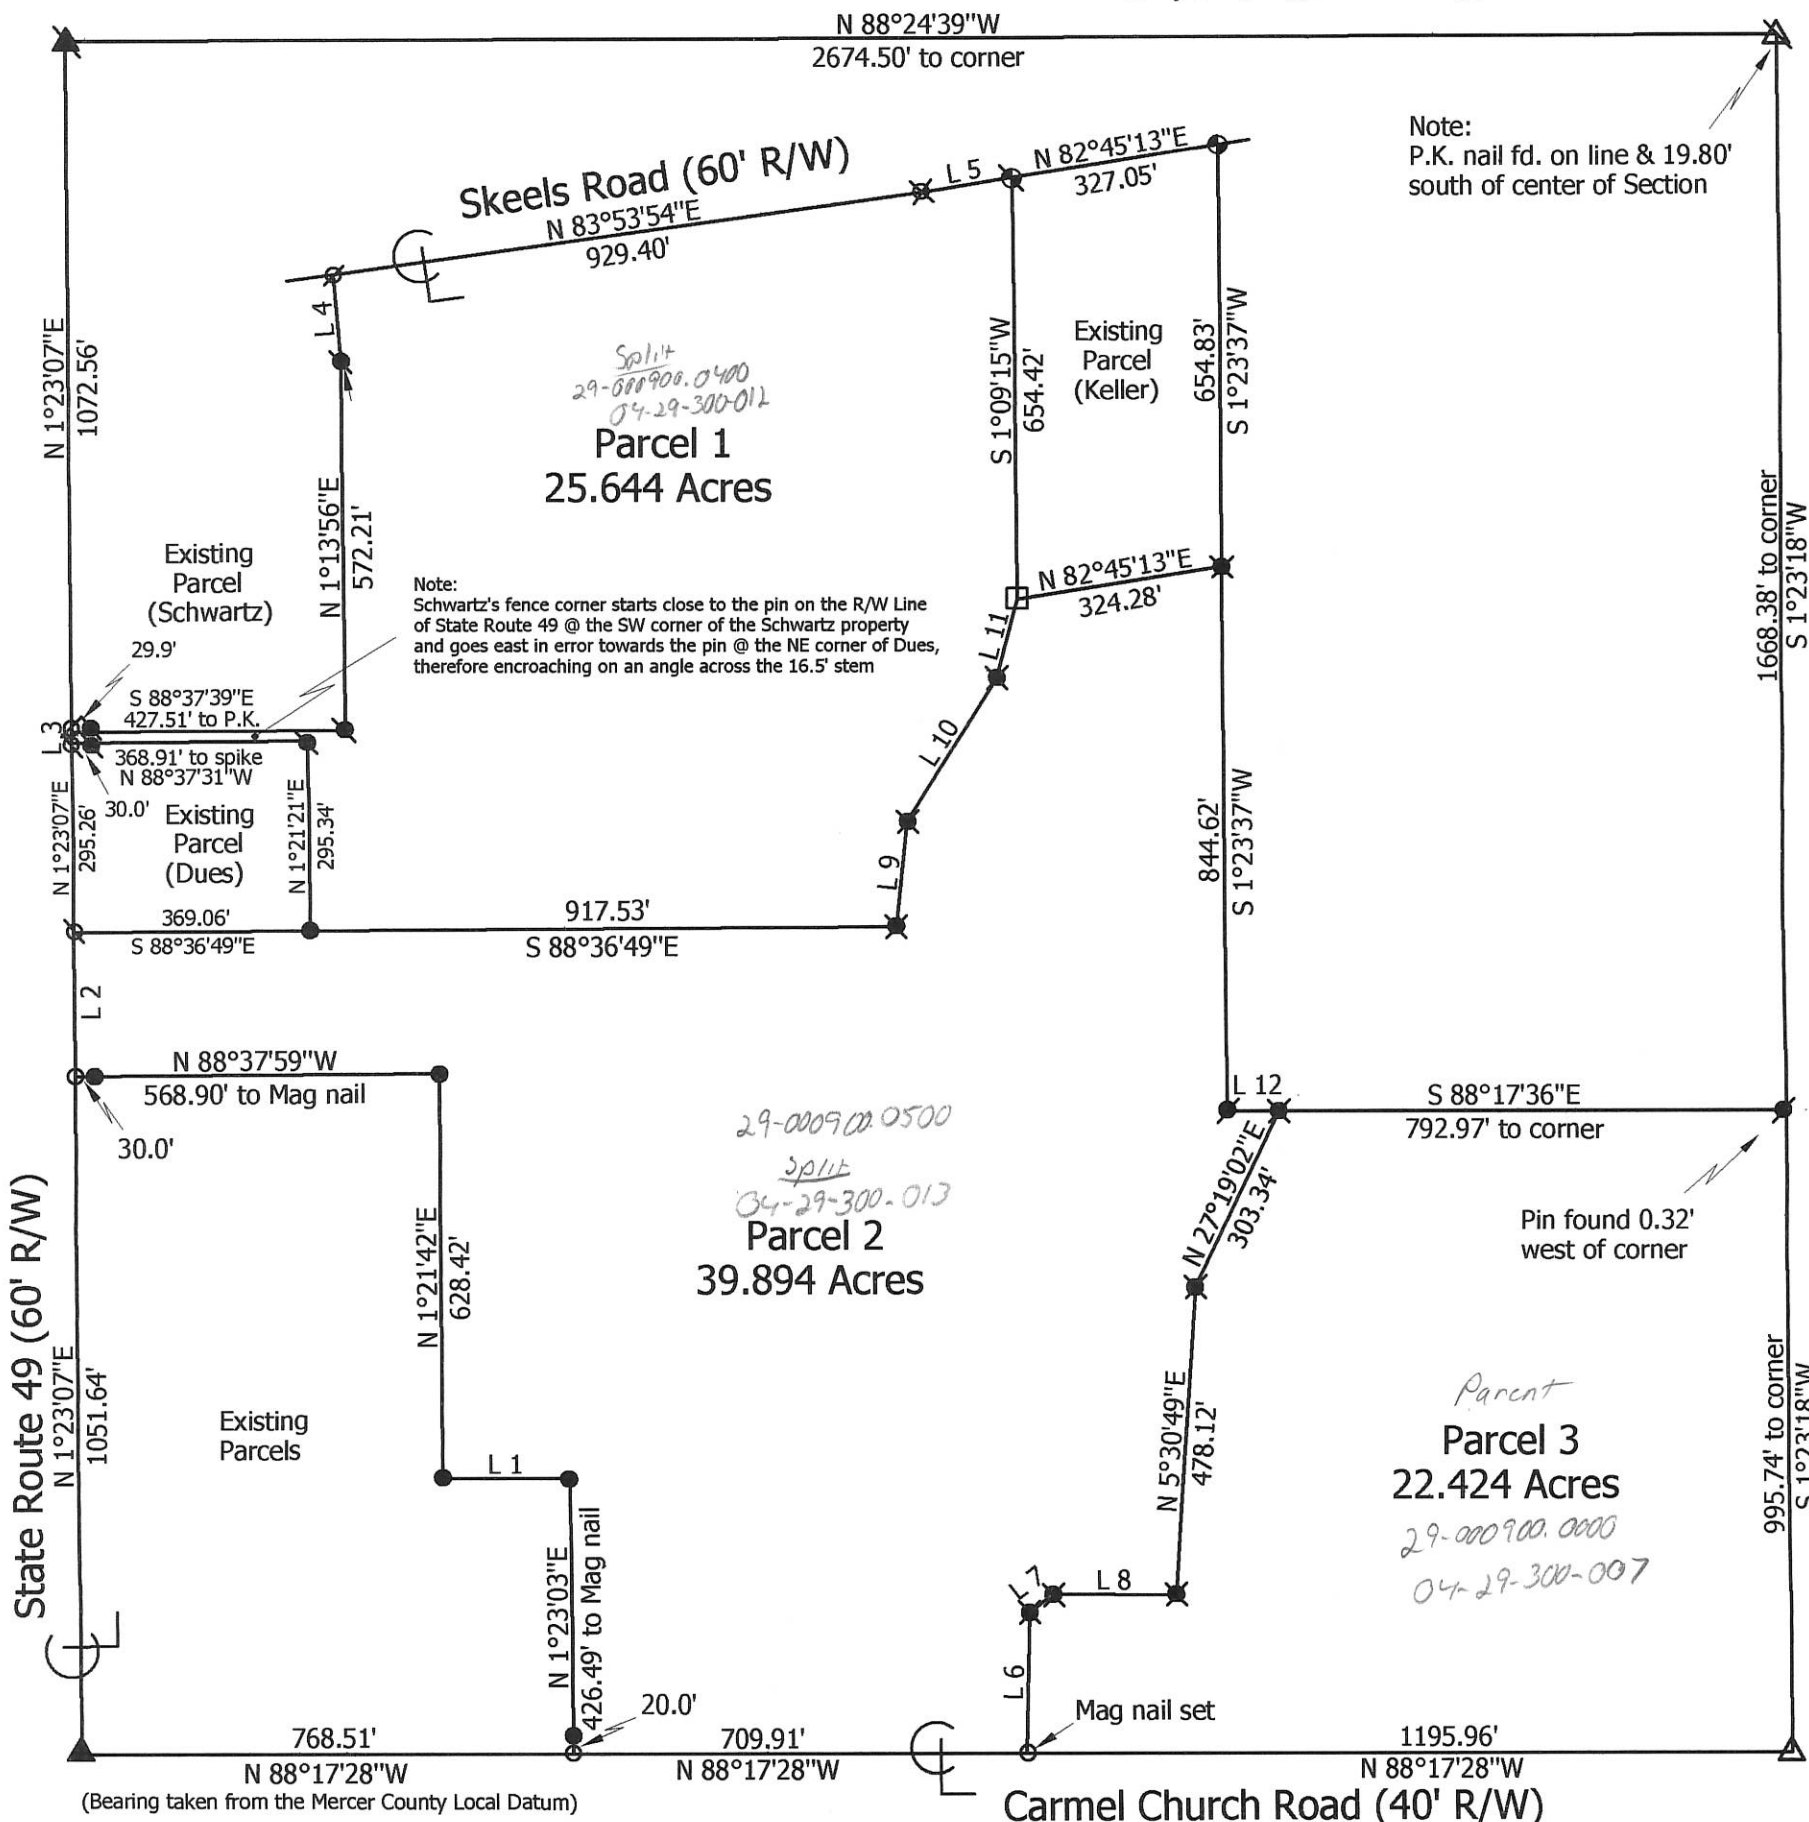 N 88°24'39"W
2674.50' to corner
Note:
P.K. nail fd. on line & 19.80'
south of center of Section
Skeels Road (60' R/W)
N 83°53'54"E
929.40'
L 5
N 82°45'13"E
327.05'
L 4
N 1°23'07"E
1072.56'
Split
29-000900.0400
04-29-300-012
Parcel 1
25.644 Acres
S 1°09'15"W
654.42'
Existing
Parcel
(Keller)
654.83'
S 1°23'37"W
1668.38' to corner
S 1°23'18"W
N 1°13'56"E
572.21'
Existing
Parcel
(Schwartz)
Note:
Schwartz's fence corner starts close to the pin on the R/W Line
of State Route 49 @ the SW corner of the Schwartz property
and goes east in error towards the pin @ the NE corner of Dues,
therefore encroaching on an angle across the 16.5' stem
N 82°45'13"E
324.28'
L 11
29.9'
S 88°37'39"E
427.51' to P.K.
L 3
368.91' to spike
N 88°37'31"W
30.0'
L 10
N 1°23'07"E
295.26'
Existing
Parcel
(Dues)
N 1°21'21"E
295.34'
L 9
844.62'
S 1°23'37"W
369.06'
S 88°36'49"E
917.53'
S 88°36'49"E
L 2
N 88°37'59"W
568.90' to Mag nail
30.0'
L 12
S 88°17'36"E
792.97' to corner
29-000900.0500
Split
04-29-300-013
Parcel 2
39.894 Acres
N 27°19'02"E
303.34'
Pin found 0.32'
west of corner
State Route 49 (60' R/W)
N 1°23'07"E
1051.64'
N 1°21'42"E
628.42'
Existing
Parcels
L 1
N 5°30'49"E
478.12'
Parent
Parcel 3
22.424 Acres
29-000900.0000
04-29-300-007
995.74' to corner
S 1°23'18"W
N 1°23'03"E
426.49' to Mag nail
L 7
L 8
L 6
20.0'
Mag nail set
768.51'
N 88°17'28"W
709.91'
N 88°17'28"W
1195.96'
N 88°17'28"W
(Bearing taken from the Mercer County Local Datum)
Carmel Church Road (40' R/W)